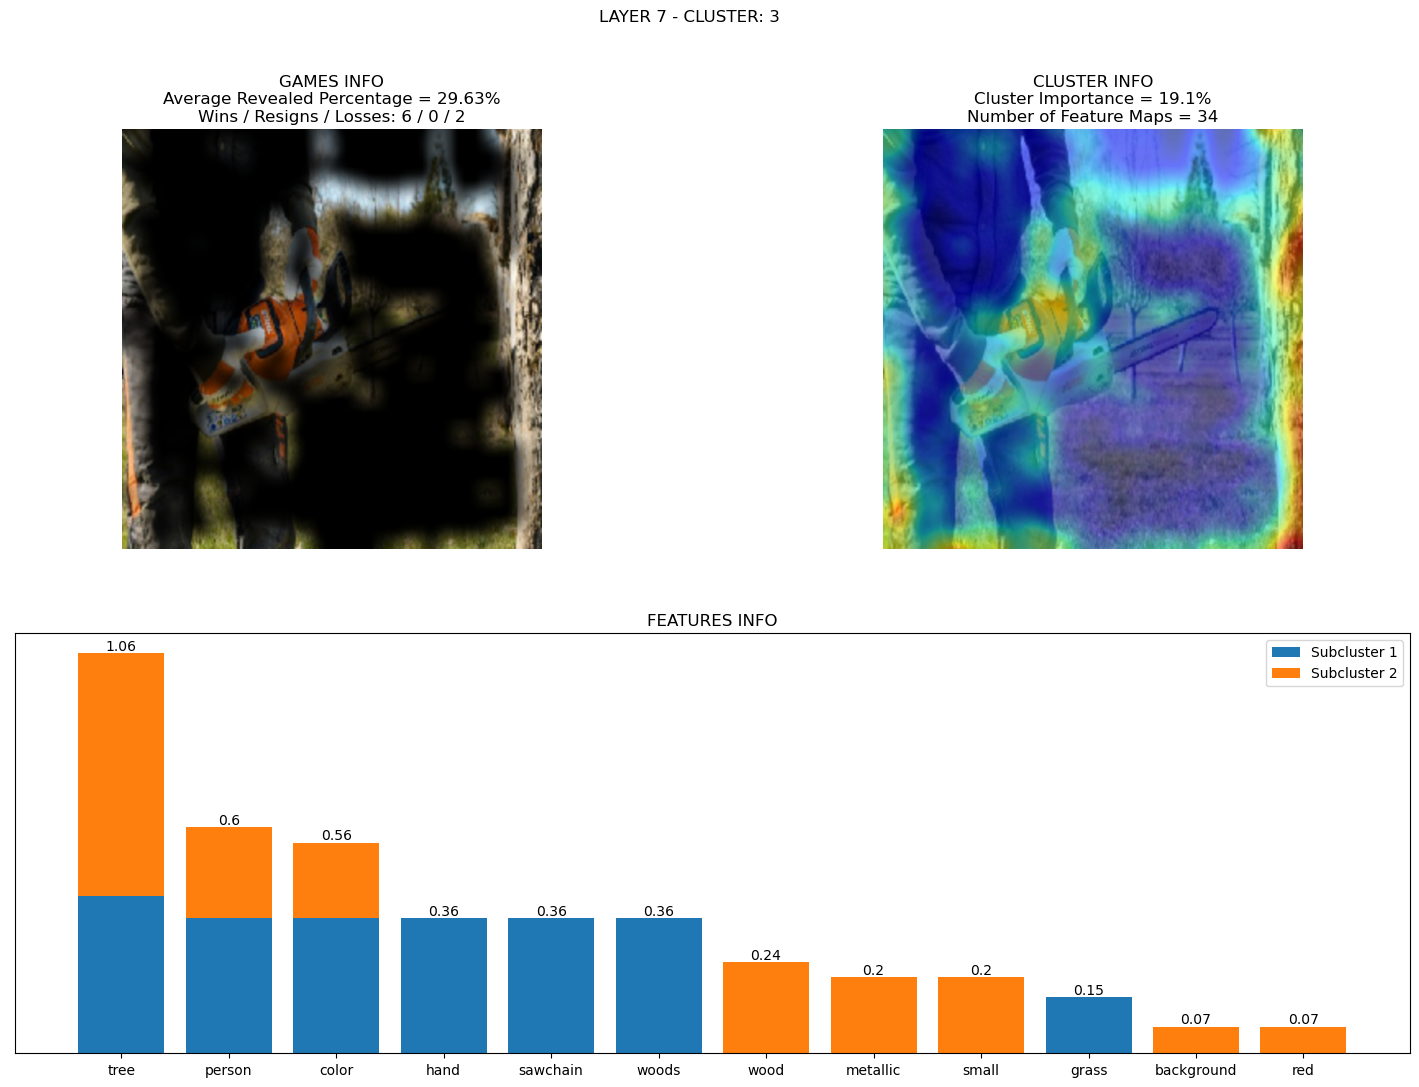 LAYER 7 - CLUSTER: 3
GAMES INFO
Average Revealed Percentage = 29.63%
Wins / Resigns / Losses: 6 / 0 / 2
CLUSTER INFO
Cluster Importance = 19.1%
Number of Feature Maps = 34
FEATURES INFO
Subcluster 1
Subcluster 2
1.06
0.6
0.56
0.36
0.36
0.36
0.24
0.2
0.2
0.15
0.07
0.07
tree
person
color
hand
sawchain
woods
wood
metallic
small
grass
background
red